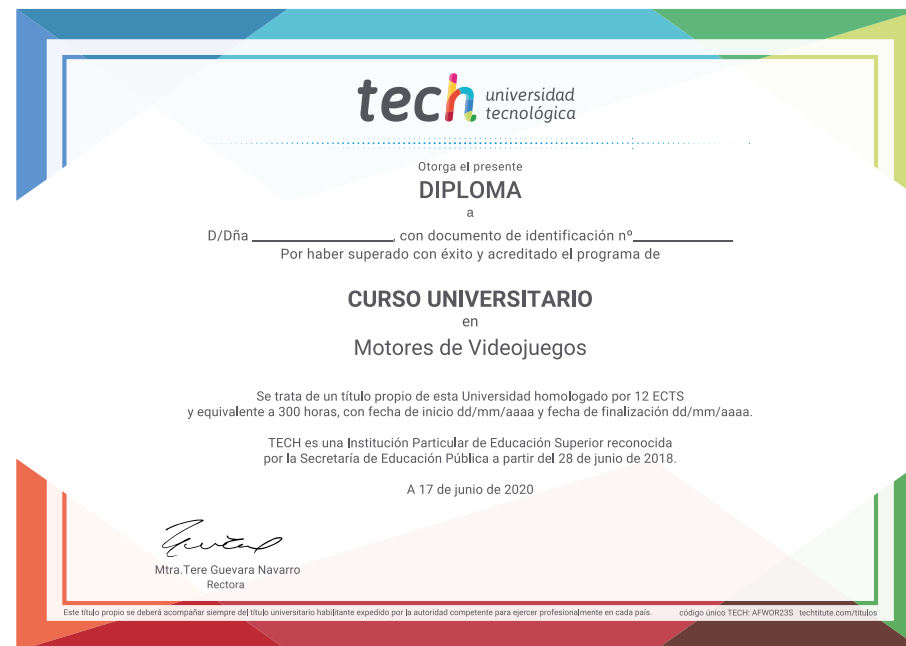 tech universidad
tecnológica
Otorga el presente
DIPLOMA
a
D/Dña ____________, con documento de identificación nº____________
Por haber superado con éxito y acreditado el programa de
CURSO UNIVERSITARIO
en
Motores de Videojuegos
Se trata de un título propio de esta Universidad homologado por 12 ECTS
y equivalente a 300 horas, con fecha de inicio dd/mm/aaaa y fecha de finalización dd/mm/aaaa.
TECH es una Institución Particular de Educación Superior reconocida
por la Secretaría de Educación Pública a partir del 28 de junio de 2018.
A 17 de junio de 2020
Mtra.Tere Guevara Navarro
Rectora
Este título propio se deberá acompañar siempre del título universitario habilitante expedido por la autoridad competente para ejercer profesionalmente en cada país. código único TECH: AFWOR23S techtitute.com/titulos